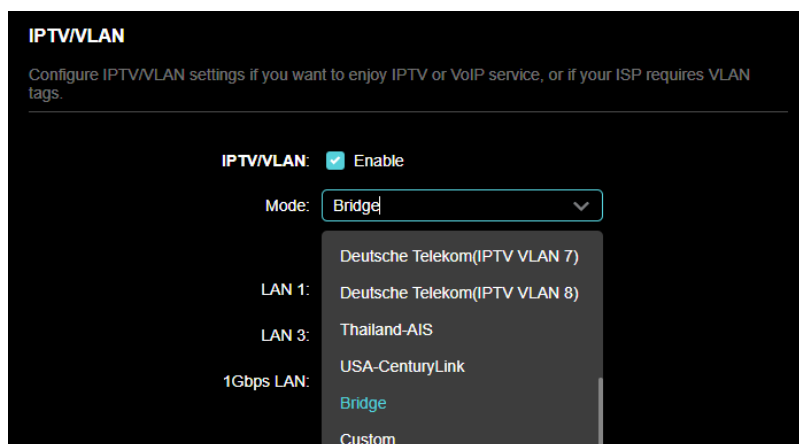 IPTV/VLAN
Configure IPTV/VLAN settings if you want to enjoy IPTV or VoIP service, or if your ISP requires VLAN
tags.
IPTV/VLAN: Enable
Mode: Bridge
Deutsche Telekom(IPTV VLAN 7)
LAN 1: Deutsche Telekom(IPTV VLAN 8)
LAN 3: Thailand-AIS
USA-CenturyLink
1Gbps LAN:
Bridge
Custom